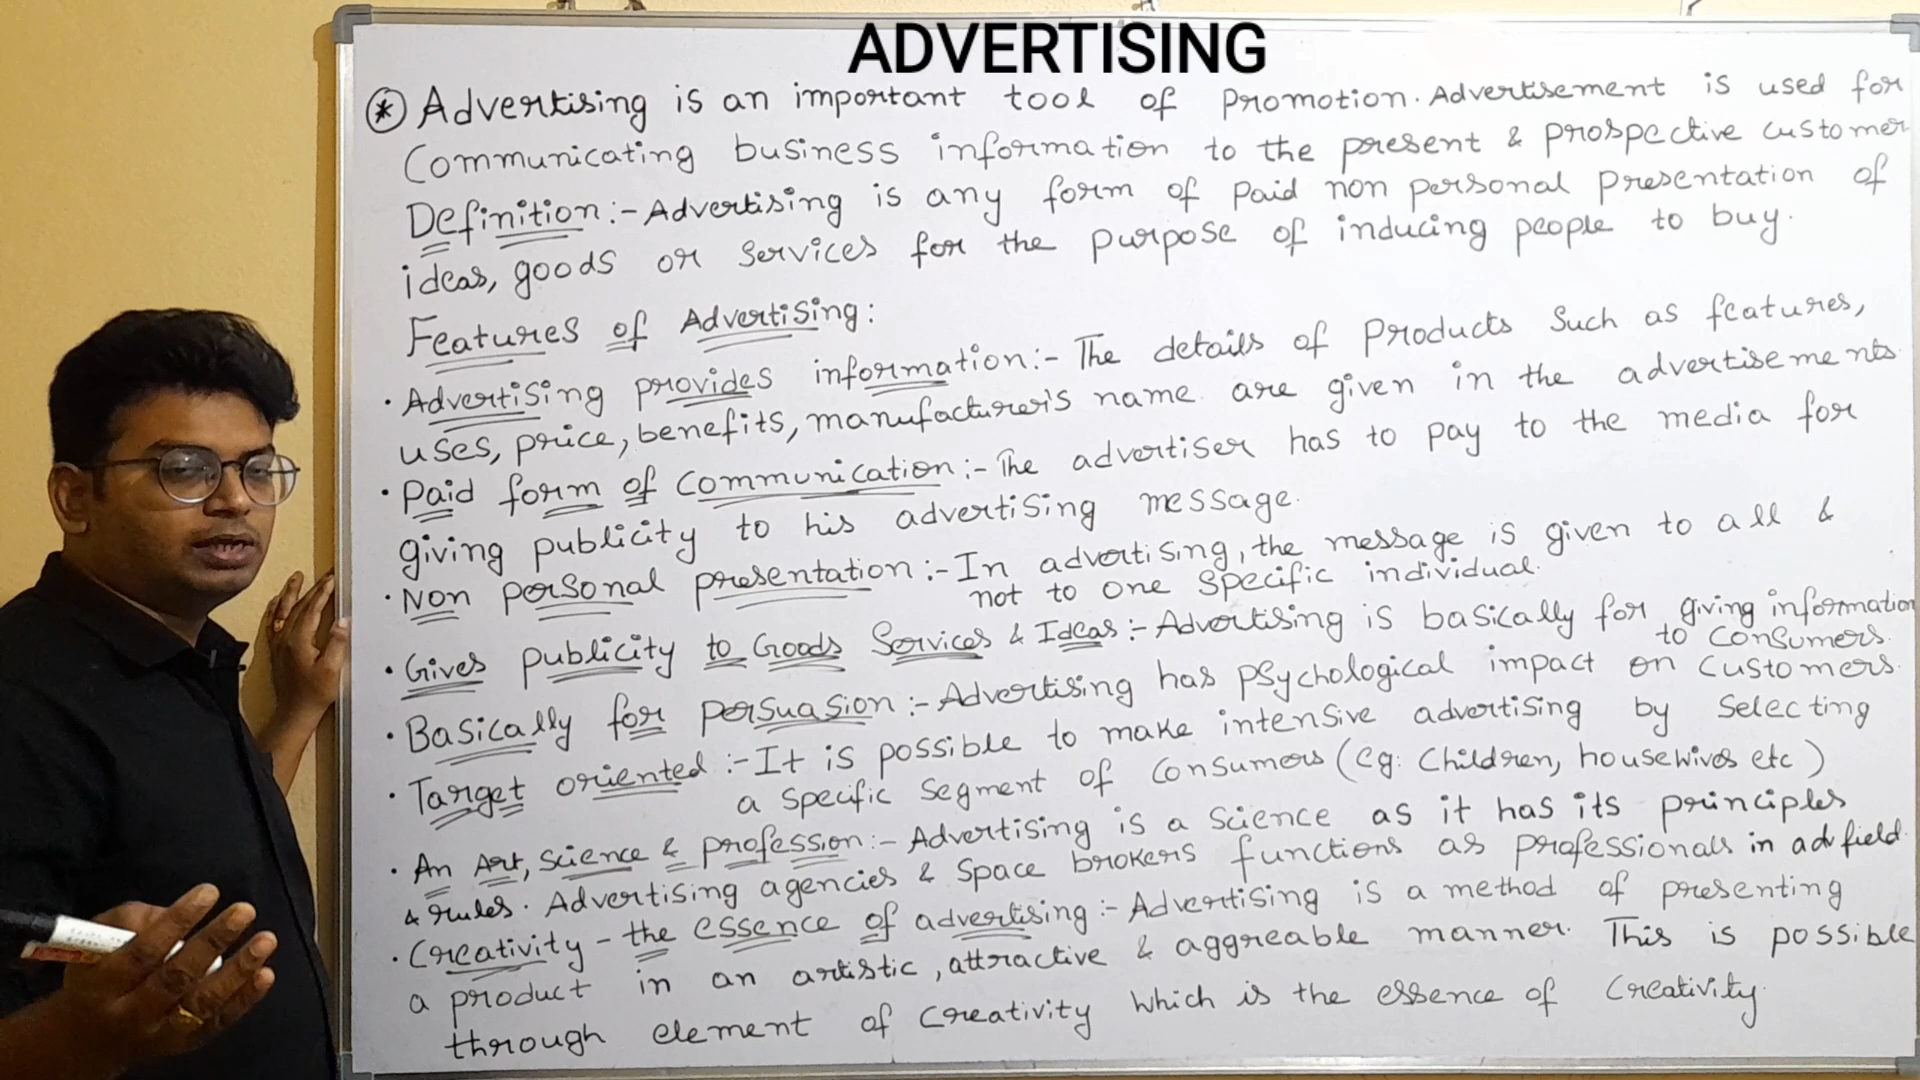 ADVERTISING
* Advertising is an important tool of Promotion. Advertisement is used for
Communicating business information to the present & prospective customer
Definition:- Advertising is any form of Paid non personal Presentation of
ideas, goods or services for the purpose of inducing people to buy.
Features of Advertising:
• Advertising provides information:- The details of Products Such as features,
uses, price, benefits, manufacturer's name are given in the advertisements
• Paid form of Communication:- The advertiser has to pay to the media for
giving publicity to his advertising message.
• Non personal presentation:- In advertising, the message is given to all &
not to one specific individual.
• Gives publicity to Goods Services & Ideas:- Advertising is basically for giving information
to Consumers.
• Basically for persuasion:- Advertising has psychological impact on customers.
• Target oriented:- It is possible to make intensive advertising by selecting
a specific segment of Consumers (eg: Children, housewives etc)
• An Art, Science & profession:- Advertising is a science as it has its principles
& rules. Advertising agencies & Space brokers functions as professionals in adv field.
• Creativity - the essence of advertising:- Advertising is a method of presenting
a product in an artistic, attractive & aggreable manner. This is possible
through element of Creativity which is the essence of Creativity.